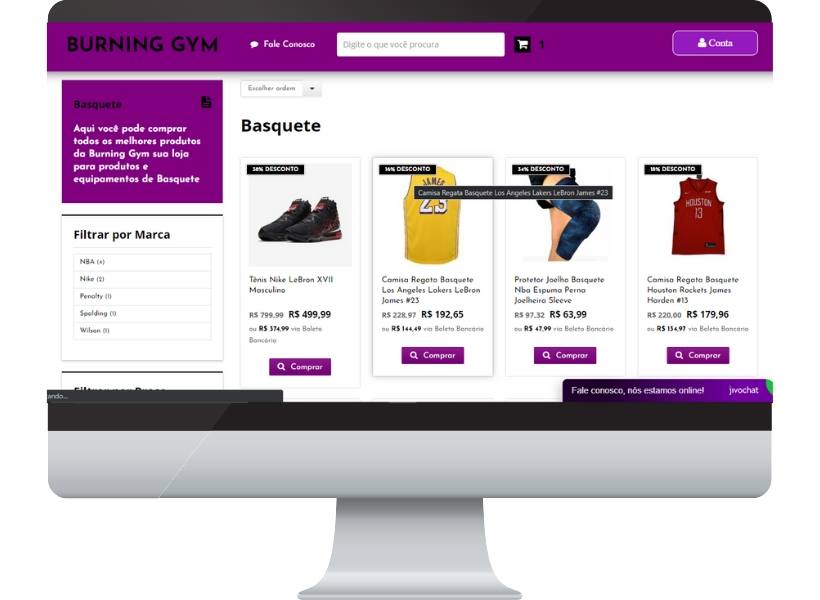 BURNING GYM
Fale Conosco
Digite o que você procura
1
Conta
Basquete
Aqui você pode comprar
todos os melhores produtos
da Burning Gym sua loja
para produtos e
equipamentos de Basquete
Filtrar por Marca
NBA (4)
Nike (2)
Penalty (1)
Spalding (1)
Wilson (1)
Escolher ordem
Basquete
38% DESCONTO
Tênis Nike LeBron XVII
Masculino
R$ 799,99 R$ 499,99
ou R$ 374,99 via Boleto
Bancário
Comprar
16% DESCONTO
JAMES
23
Camisa Regata Basquete Los Angeles Lakers LeBron James #23
Camisa Regata Basquete
Los Angeles Lakers LeBron
James #23
R$ 228,97 R$ 192,65
ou R$ 144,49 via Boleto Bancário
Comprar
34% DESCONTO
Protetor Joelho Basquete
Nba Espuma Perna
Joelheira Sleeve
R$ 97,32 R$ 63,99
ou R$ 47,99 via Boleto Bancário
Comprar
18% DESCONTO
HOUSTON
13
Camisa Regata Basquete
Houston Rockets James
Harden #13
R$ 220,00 R$ 179,96
ou R$ 134,97 via Boleto Bancário
Comprar
ando...
Fale conosco, nós estamos online!
jivochat